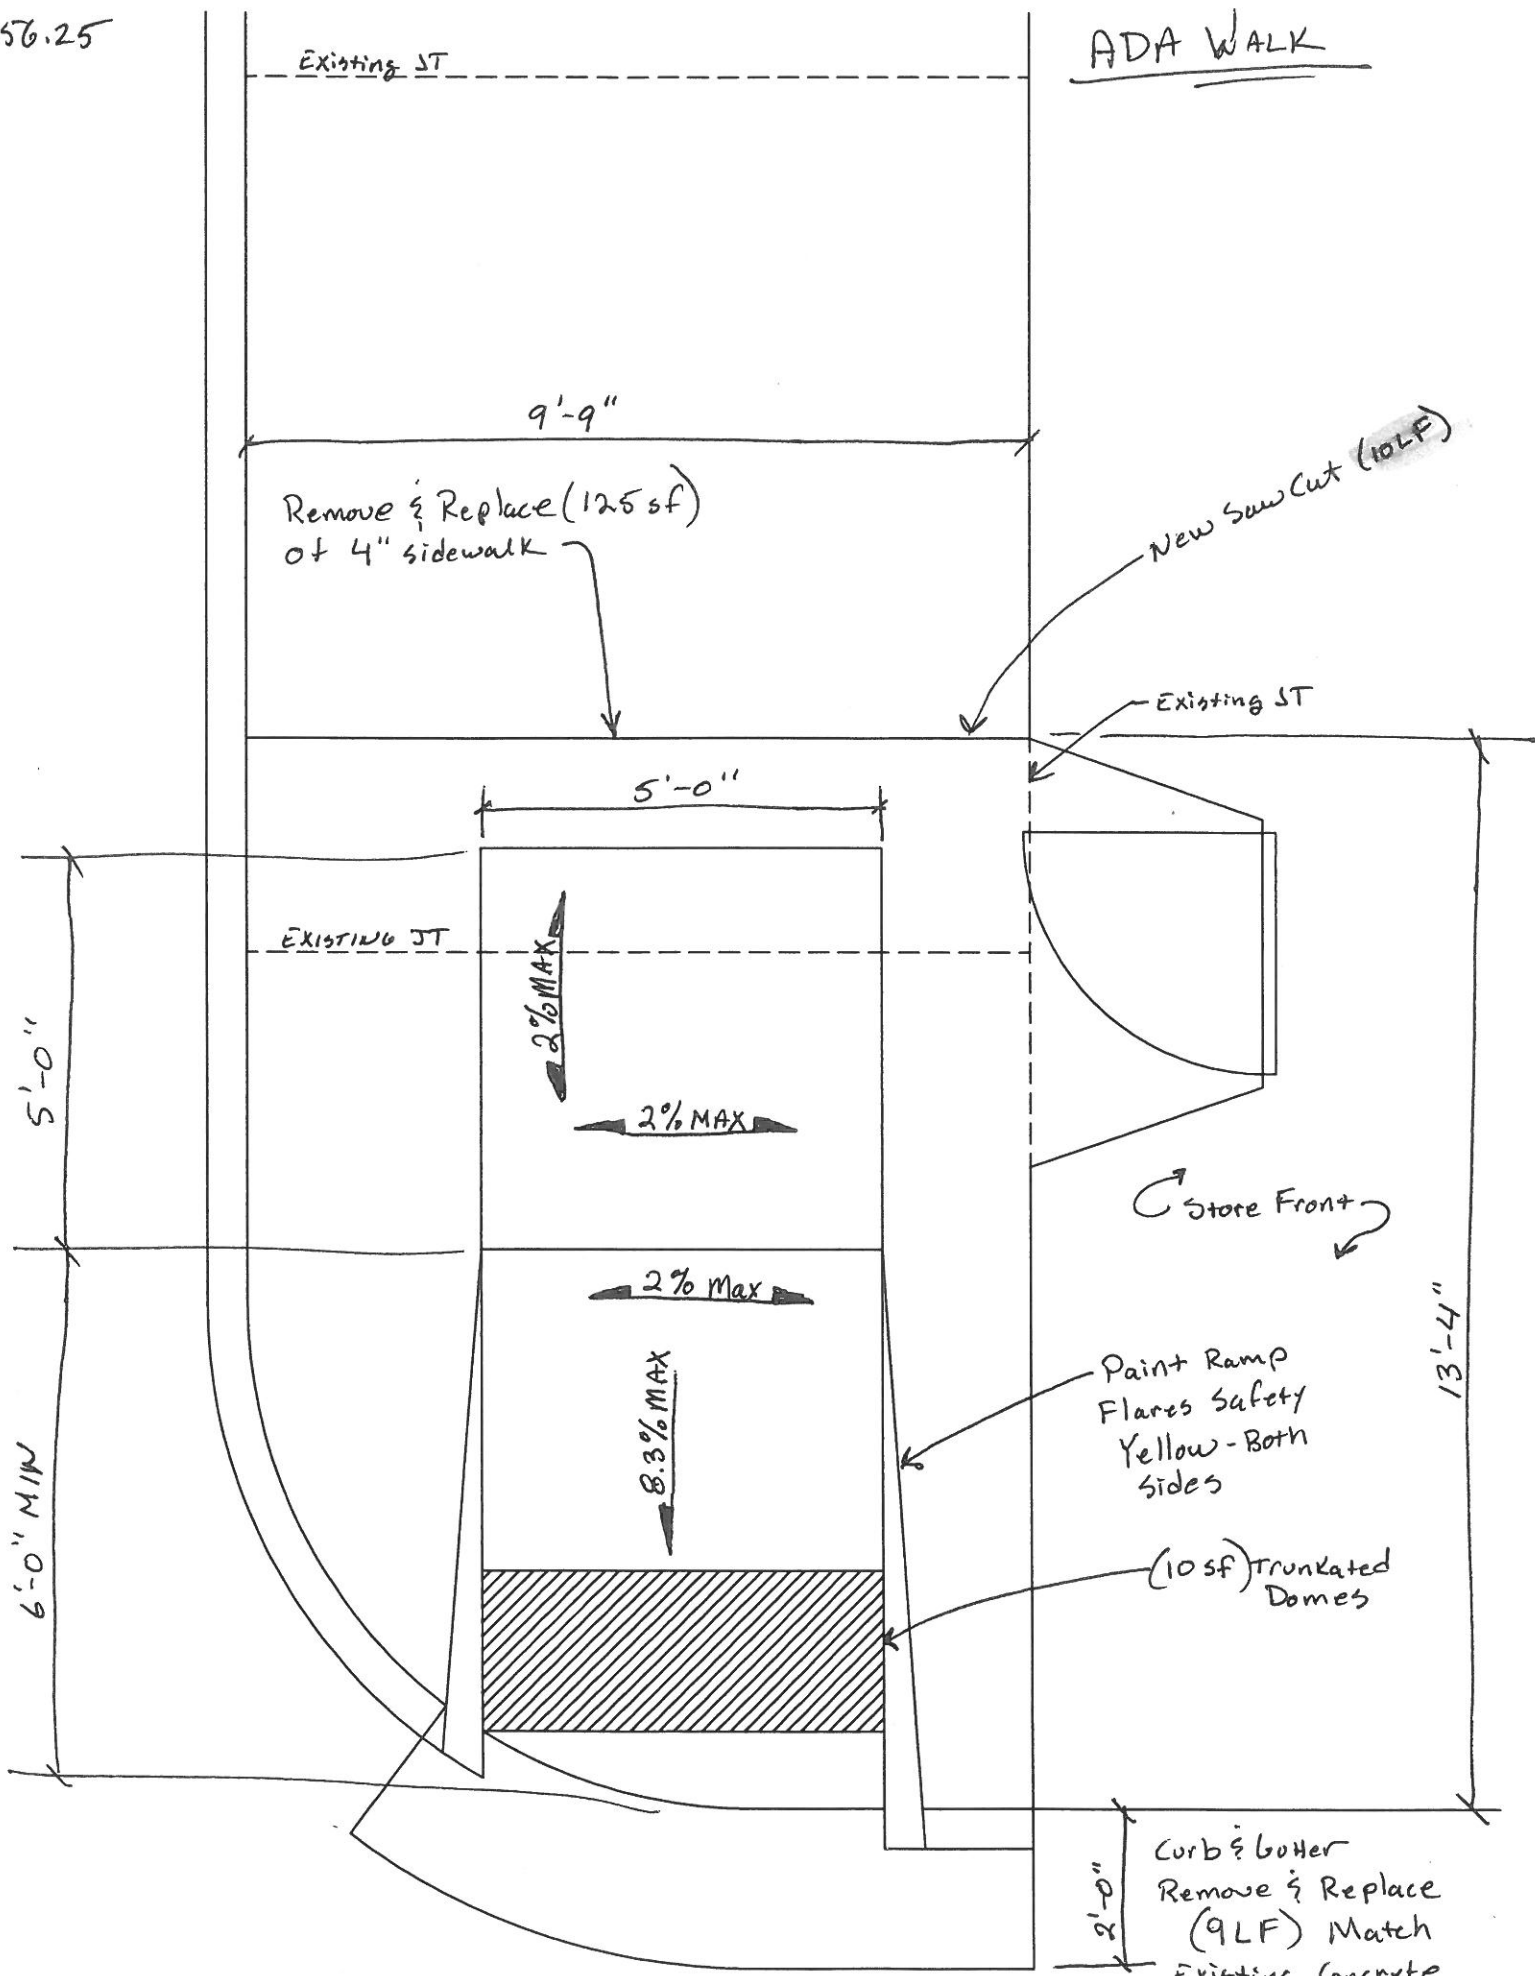 56.25
ADA WALK
Existing JT
9'-9"
Remove & Replace (125 sf)
of 4" sidewalk
New Saw Cut (10LF)
Existing JT
5'-0"
EXISTING JT
2% MAX
2% MAX
5'-0"
Store Front
2% Max
8.3% MAX
13'-4"
Paint Ramp
Flares Safety
Yellow - Both
Sides
6'-0" MIN
(10 sf) Trunkated
Domes
2'-0"
Curb & Gutter
Remove & Replace
(9LF) Match
Existing Concrete